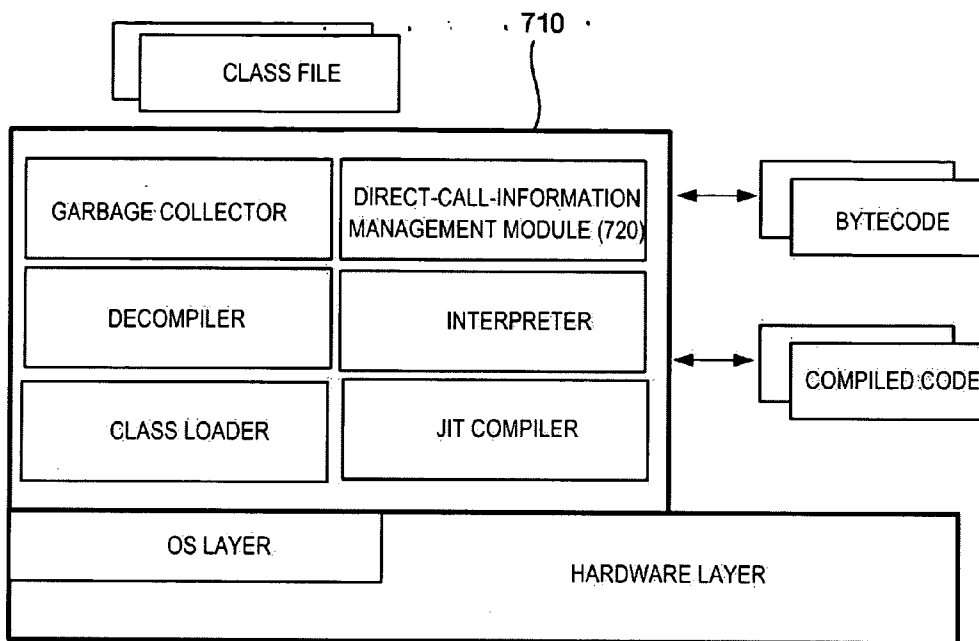 710
CLASS FILE
GARBAGE COLLECTOR
DIRECT-CALL-INFORMATION
MANAGEMENT MODULE (720)
BYTECODE
DECOMPILER
INTERPRETER
COMPILED CODE
CLASS LOADER
JIT COMPILER
OS LAYER
HARDWARE LAYER